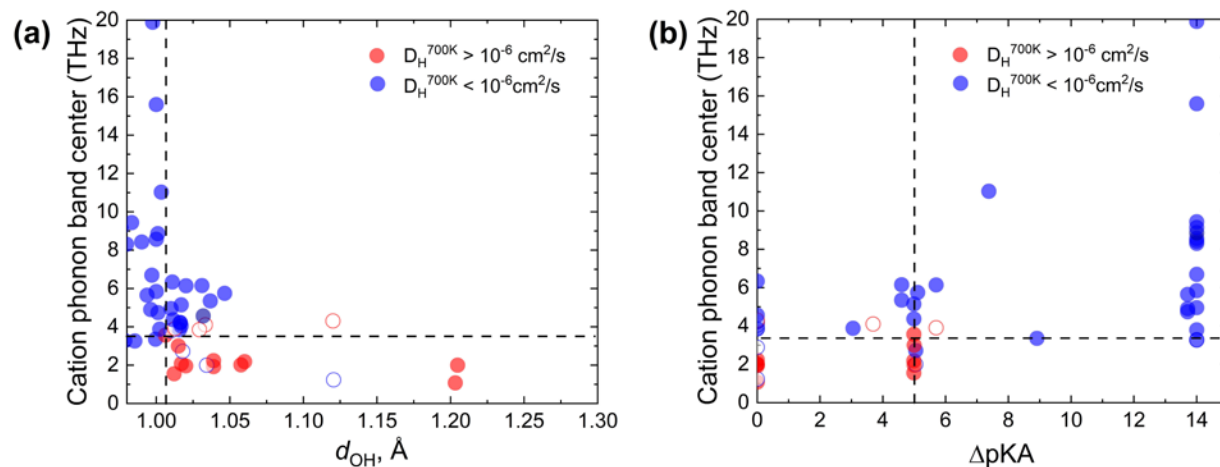 (a)
Cation phonon band center (THz)
20
18
16
14
12
10
8
6
4
2
0
D_H^700K > 10^-6 cm^2/s
D_H^700K < 10^-6cm^2/s
1.00 1.05 1.10 1.15 1.20 1.25 1.30
d_OH, Å
(b)
Cation phonon band center (THz)
20
18
16
14
12
10
8
6
4
2
0
D_H^700K > 10^-6 cm^2/s
D_H^700K < 10^-6cm^2/s
0 2 4 6 8 10 12 14
ΔpKA